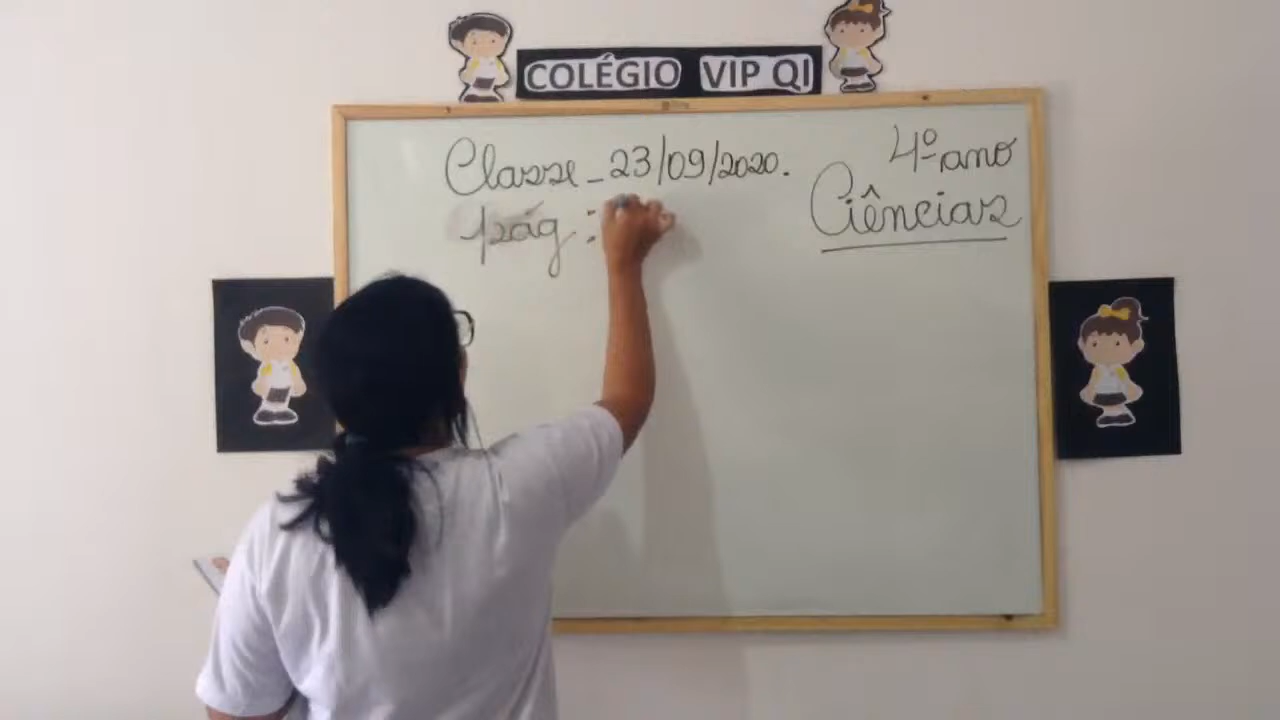 COLÉGIO VIP QI
Classe - 23/09/2020.
pág :
4º ano
Ciências